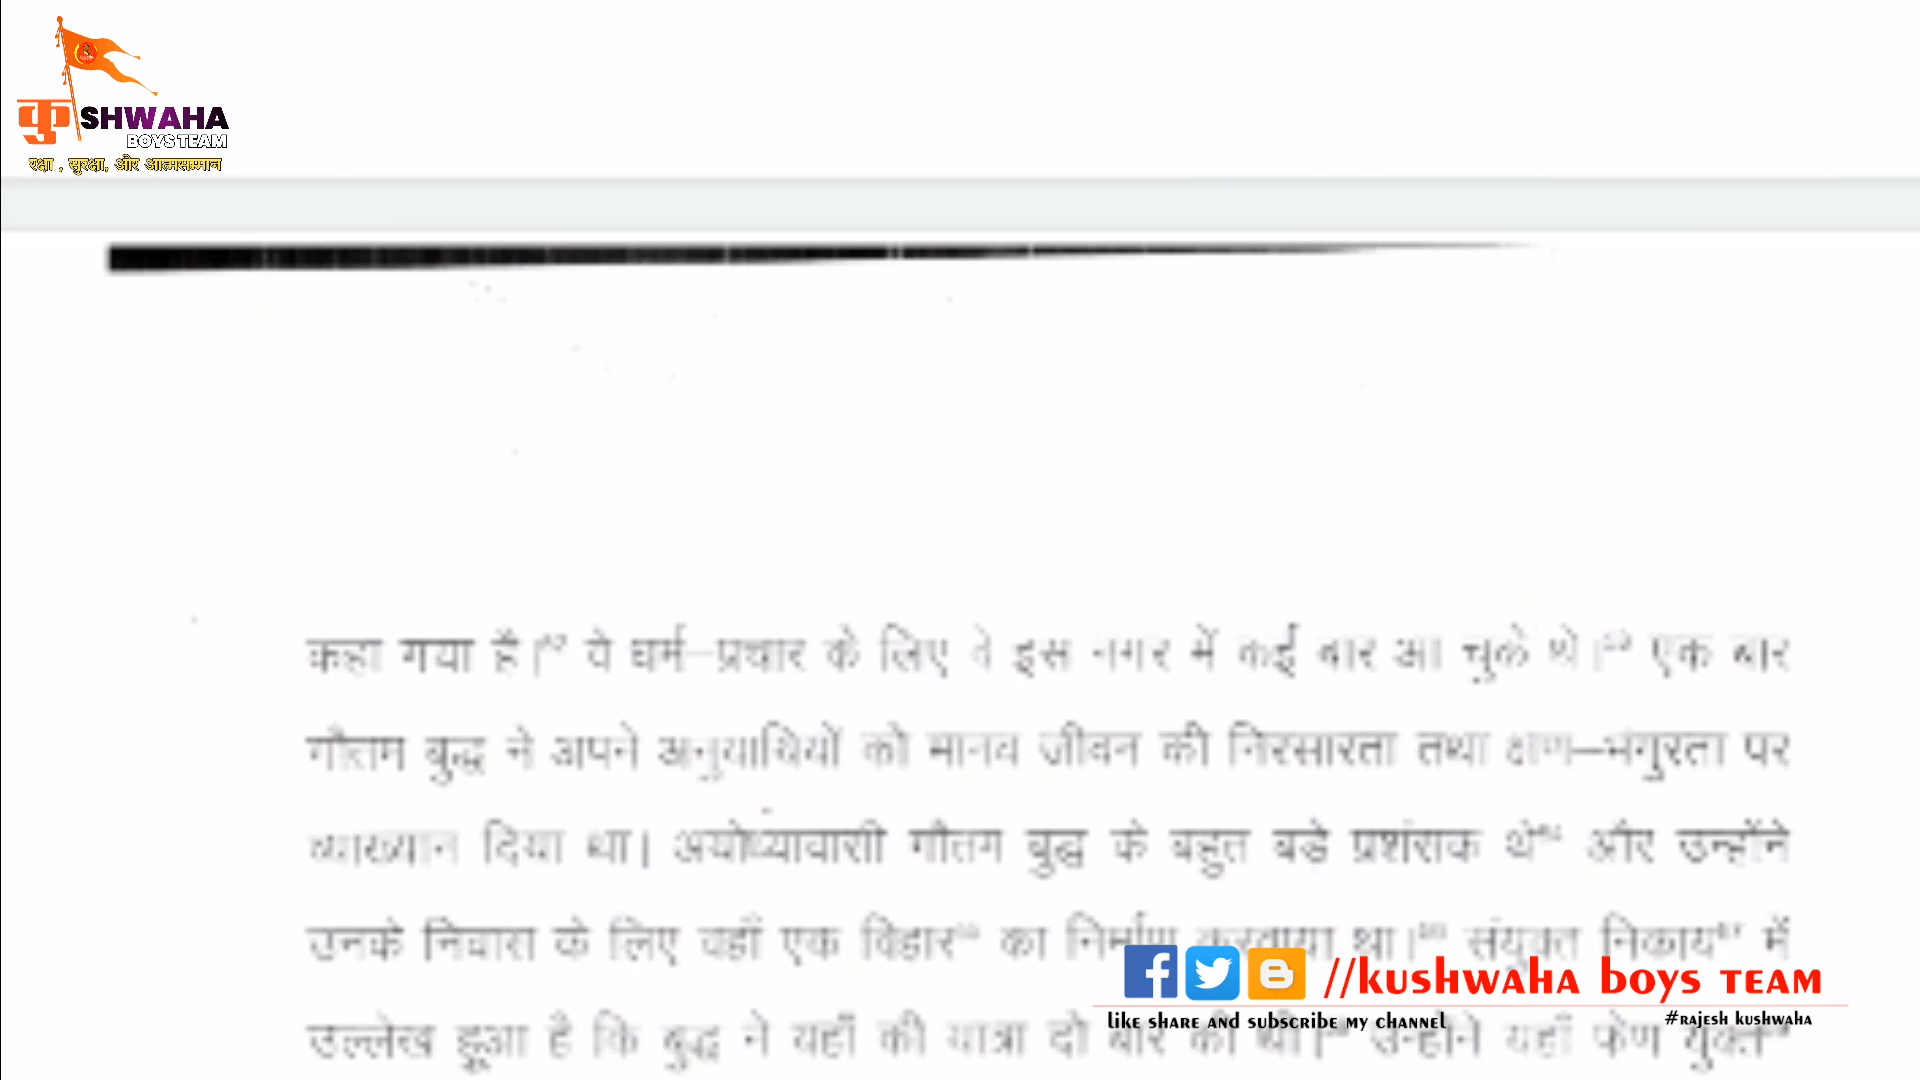 कुSHWAHA
BOYS TEAM
रक्षा , सुरक्षा, और आत्मसम्मान
कहा गया है। ये धर्म-प्रचार के लिए वे इस नगर में कई बार आ चुके थे। एक बार
गौतम बुद्ध ने अपने अनुयायियों को मानव जीवन की निरसारता तथा क्षण-भंगुरता पर
व्याख्यान दिया था। अयोध्यावासी गौतम बुद्ध के बहुत बड़े प्रशंसक थे और उन्होंने
उनके निवास के लिए वहाँ एक विहार का निर्माण करवाया था। संयुक्त निकाय में
उल्लेख हुआ है कि बुद्ध ने यहाँ की यात्रा दो बार की थी। उन्होंने यहाँ फेण युक्त
//kushwaha boys TEAM
like share and subscribe my channel
#rajesh kushwaha